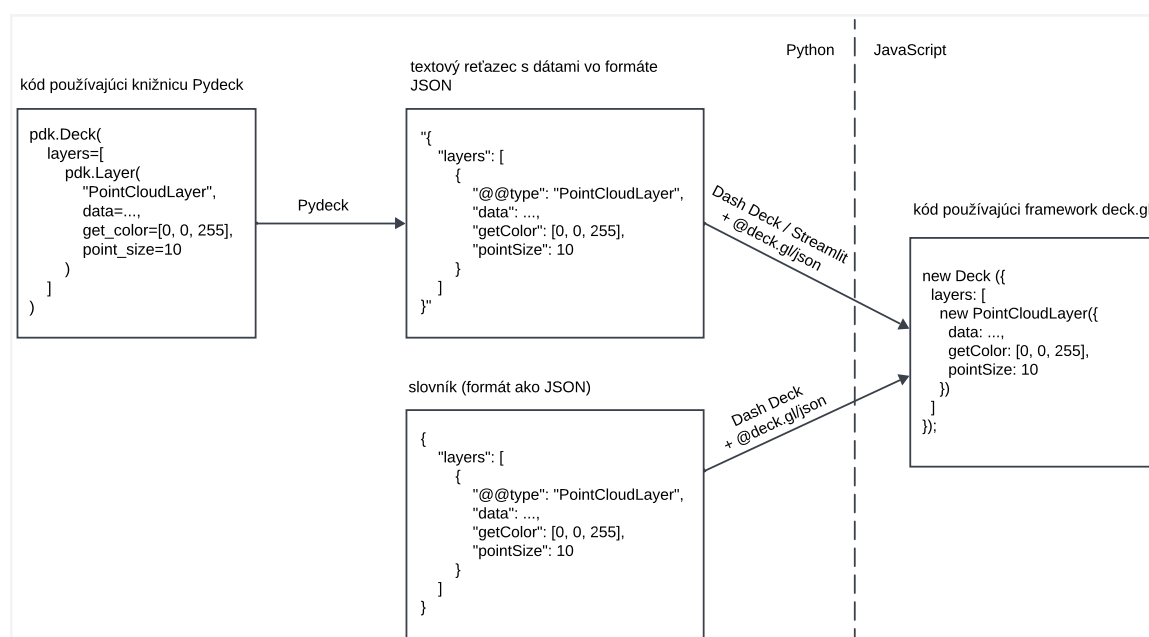 Python
JavaScript
kód používajúci knižnicu Pydeck
pdk.Deck(
layers=[
pdk.Layer(
"PointCloudLayer",
data=...,
get_color=[0, 0, 255],
point_size=10
)
]
)
Pydeck
textový reťazec s dátami vo formáte
JSON
"{
"layers": [
{
"@@type": "PointCloudLayer",
"data": ...,
"getColor": [0, 0, 255],
"pointSize": 10
}
]
}"
Dash Deck / Streamlit
+ @deck.gl/json
slovník (formát ako JSON)
{
"layers": [
{
"@@type": "PointCloudLayer",
"data": ...,
"getColor": [0, 0, 255],
"pointSize": 10
}
]
}
Dash Deck
+ @deck.gl/json
kód používajúci framework deck.gl
new Deck ({
layers: [
new PointCloudLayer({
data: ...,
getColor: [0, 0, 255],
pointSize: 10
})
]
});